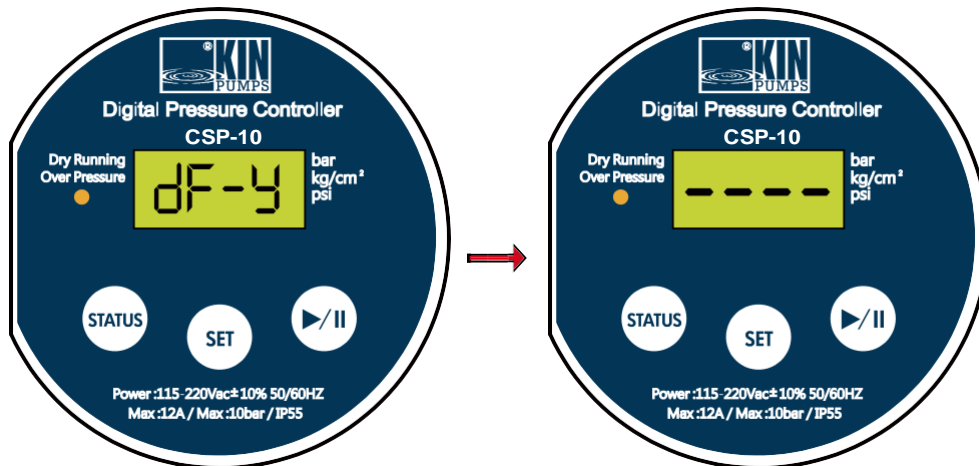 ® KIN
PUMPS
Digital Pressure Controller
CSP-10
Dry Running
Over Pressure
dF-y
bar
kg/cm²
psi
STATUS
SET
▶/II
Power :115-220Vac±10% 50/60HZ
Max :12A / Max :10bar / IP55
® KIN
PUMPS
Digital Pressure Controller
CSP-10
Dry Running
Over Pressure
----
bar
kg/cm²
psi
STATUS
SET
▶/II
Power :115-220Vac±10% 50/60HZ
Max :12A / Max :10bar / IP55